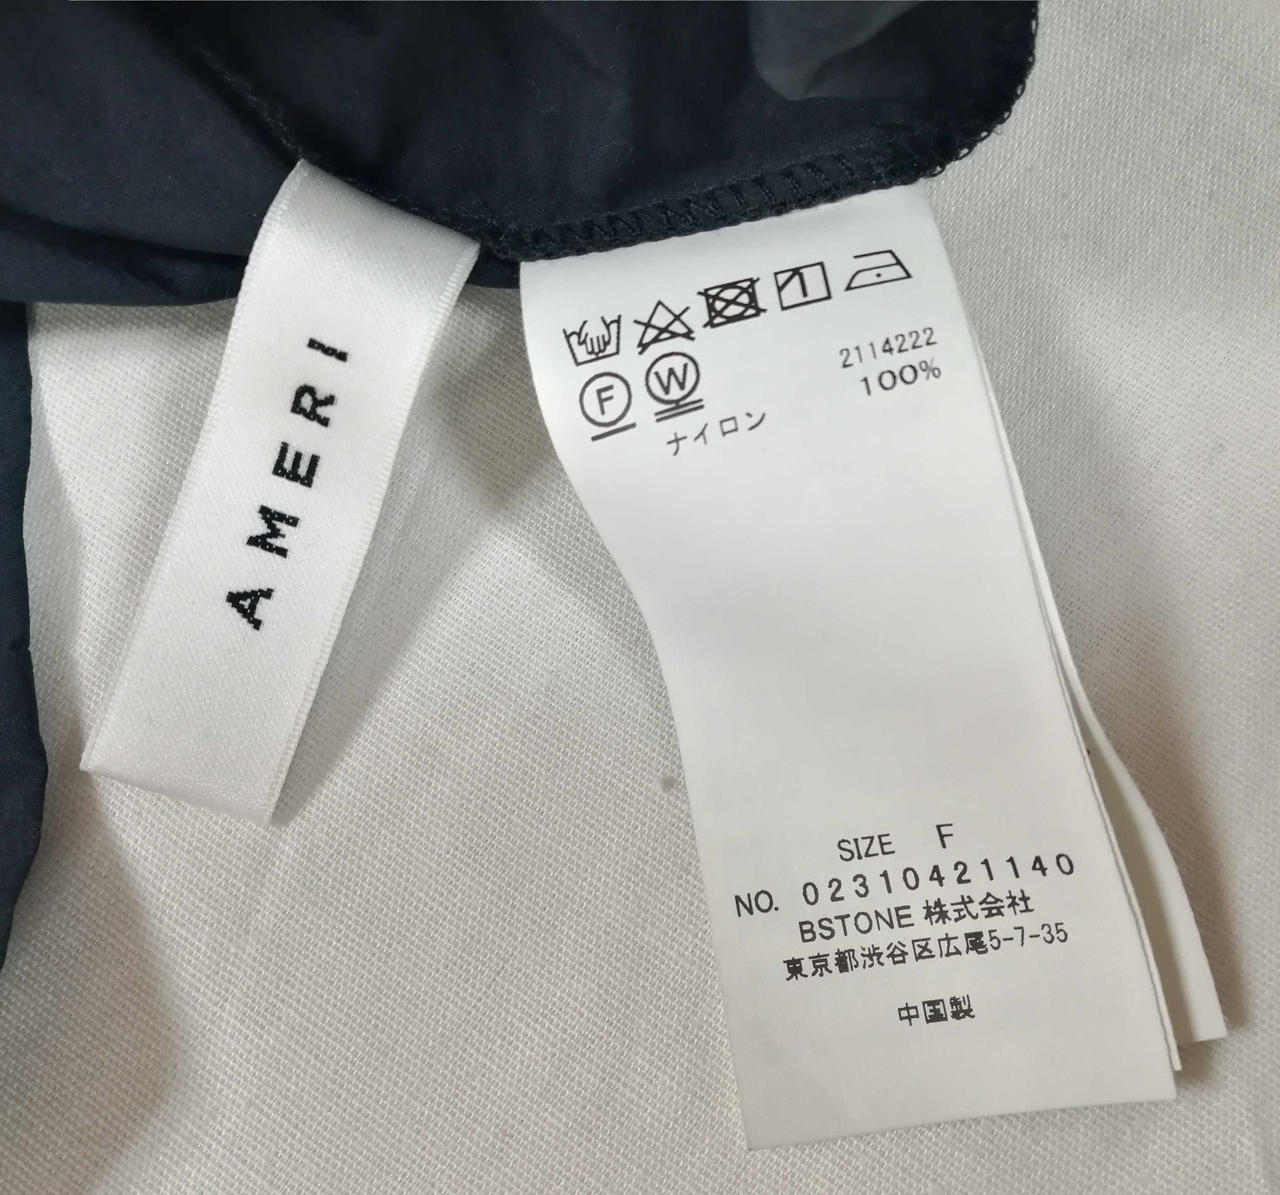 AMERI
2114222
F W
ナイロン 100%
SIZE F
NO. 02310421140
BSTONE 株式会社
東京都渋谷区広尾5-7-35
中国製